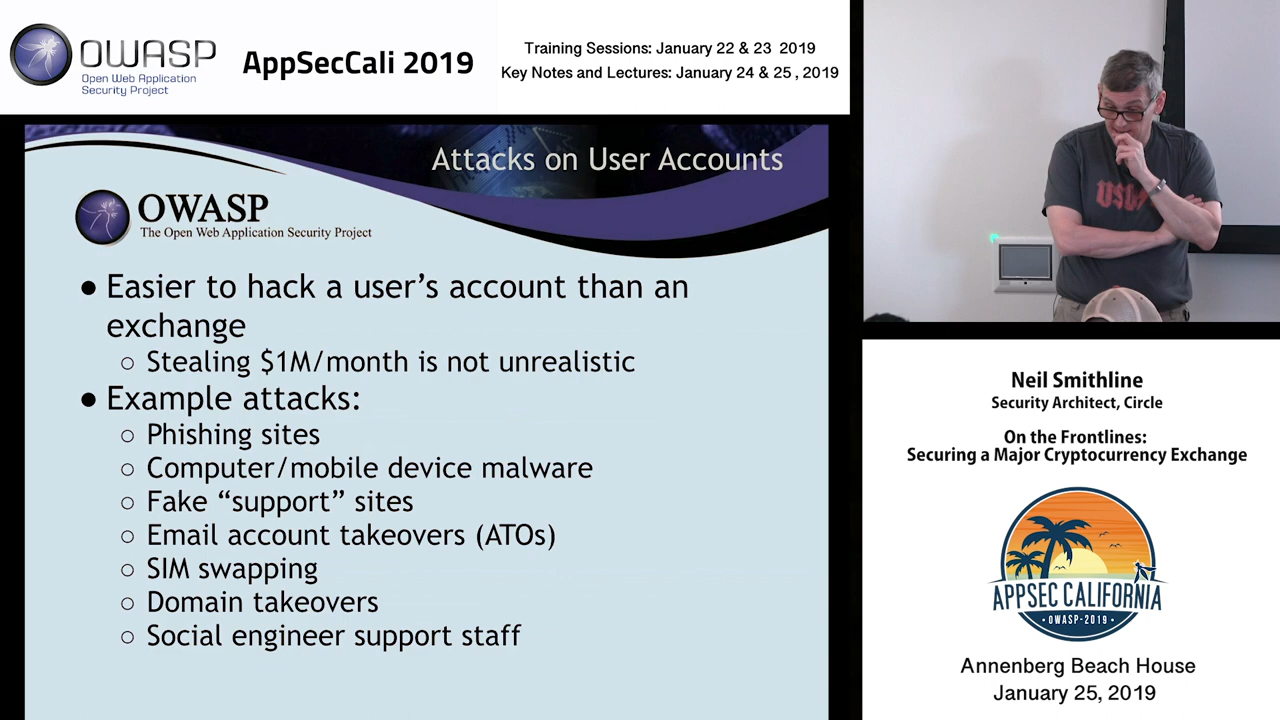 OWASP
Open Web Application
Security Project
AppSecCali 2019
Training Sessions: January 22 & 23 2019
Key Notes and Lectures: January 24 & 25 , 2019
Attacks on User Accounts
OWASP
The Open Web Application Security Project
● Easier to hack a user’s account than an
exchange
○ Stealing $1M/month is not unrealistic
● Example attacks:
○ Phishing sites
○ Computer/mobile device malware
○ Fake “support” sites
○ Email account takeovers (ATOs)
○ SIM swapping
○ Domain takeovers
○ Social engineer support staff
Neil Smithline
Security Architect, Circle
On the Frontlines:
Securing a Major Cryptocurrency Exchange
APPSEC CALIFORNIA
• OWASP-2019 •
Annenberg Beach House
January 25, 2019